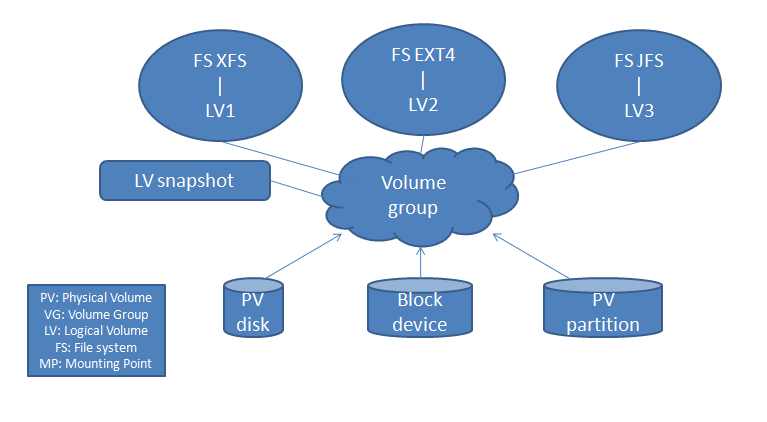 FS XFS
|
LV1
FS EXT4
|
LV2
FS JFS
|
LV3
LV snapshot
Volume
group
PV
disk
Block
device
PV
partition
PV: Physical Volume
VG: Volume Group
LV: Logical Volume
FS: File system
MP: Mounting Point